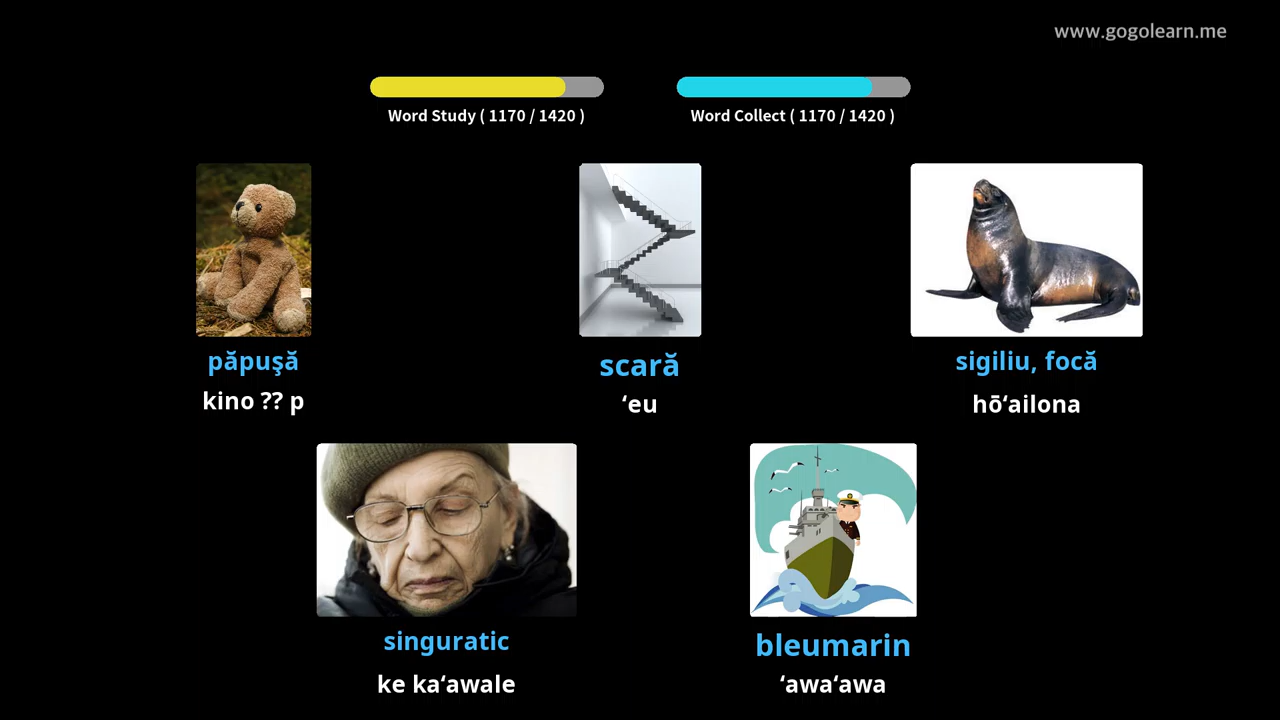 www.gogolearn.me
Word Study ( 1170 / 1420 )
Word Collect ( 1170 / 1420 )
păpuşă
kino ?? p
scară
ʻeu
sigiliu, focă
hōʻailona
singuratic
ke kaʻawale
bleumarin
ʻawaʻawa